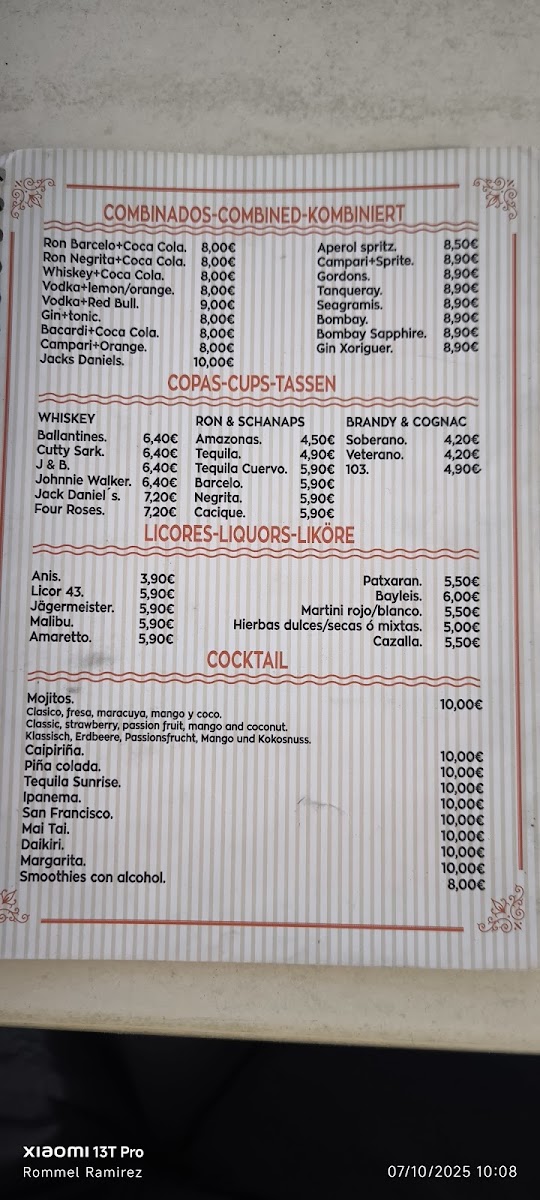 COMBINADOS-COMBINED-KOMBINIERT
Ron Barcelo+Coca Cola. 8,00€
Ron Negrita+Coca Cola. 8,00€
Whiskey+Coca Cola. 8,00€
Vodka+lemon/orange. 8,00€
Vodka+Red Bull. 9,00€
Gin+tonic. 8,00€
Bacardi+Coca Cola. 8,00€
Campari+Orange. 8,00€
Jacks Daniels. 10,00€
Aperol spritz. 8,50€
Campari+Sprite. 8,90€
Gordons. 8,90€
Tanqueray. 8,90€
Seagramis. 8,90€
Bombay. 8,90€
Bombay Sapphire. 8,90€
Gin Xoriguer. 8,90€
COPAS-CUPS-TASSEN
WHISKEY
Ballantines. 6,40€
Cutty Sark. 6,40€
J & B. 6,40€
Johnnie Walker. 6,40€
Jack Daniel´s. 7,20€
Four Roses. 7,20€
RON & SCHANAPS
Amazonas. 4,50€
Tequila. 4,90€
Tequila Cuervo. 5,90€
Barcelo. 5,90€
Negrita. 5,90€
Cacique. 5,90€
BRANDY & COGNAC
Soberano. 4,20€
Veterano. 4,20€
103. 4,90€
LICORES-LIQUORS-LIKÖRE
Anis. 3,90€
Licor 43. 5,90€
Jägermeister. 5,90€
Malibu. 5,90€
Amaretto. 5,90€
Patxaran. 5,50€
Bayleis. 6,00€
Martini rojo/blanco. 5,50€
Hierbas dulces/secas ó mixtas. 5,00€
Cazalla. 5,50€
COCKTAIL
Mojitos. 10,00€
Clasico, fresa, maracuya, mango y coco.
Classic, strawberry, passion fruit, mango and coconut.
Klassisch, Erdbeere, Passionsfrucht, Mango und Kokosnuss.
Caipiriña. 10,00€
Piña colada. 10,00€
Tequila Sunrise. 10,00€
Ipanema. 10,00€
San Francisco. 10,00€
Mai Tai. 10,00€
Daikiri. 10,00€
Margarita. 10,00€
Smoothies con alcohol. 8,00€
XIAOMI 13T Pro
Rommel Ramirez
07/10/2025 10:08